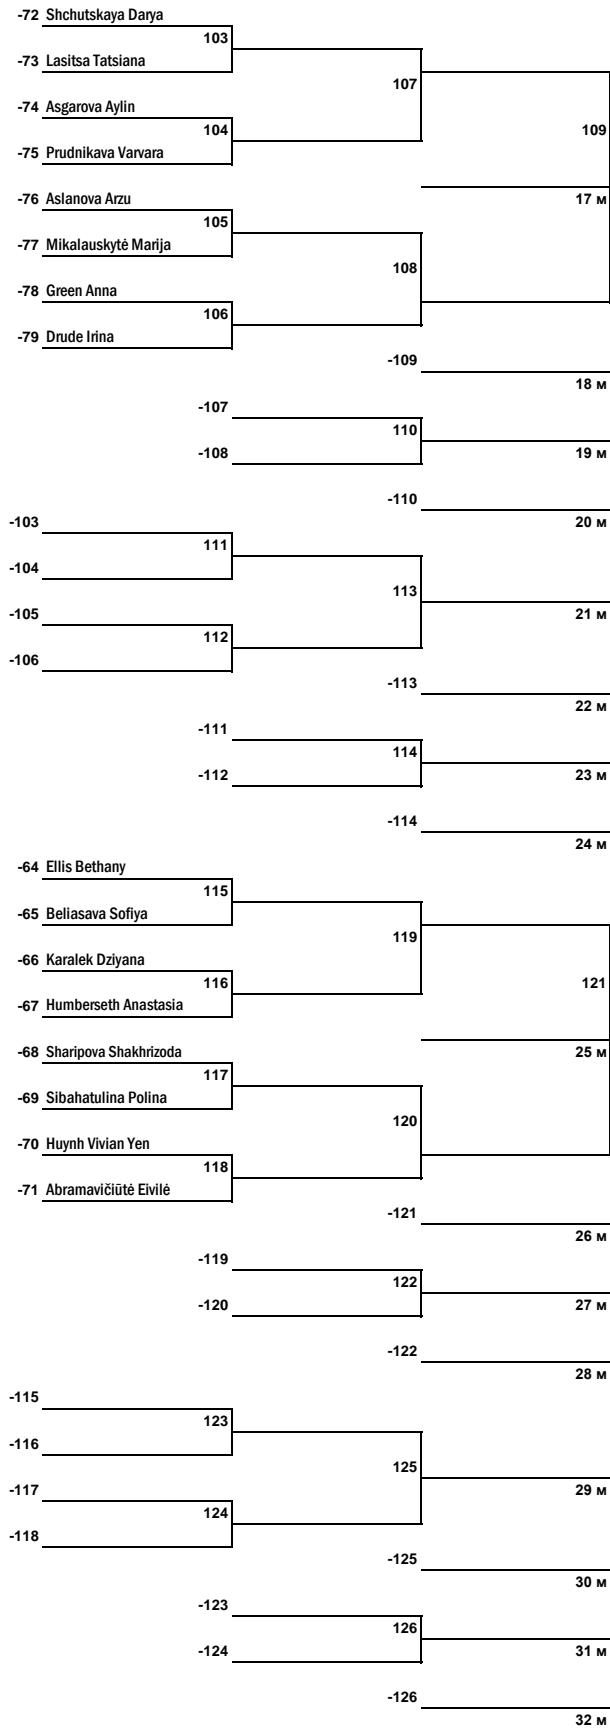 -72 Shchutskaya Darya
103
-73 Lasitsa Tatsiana
107
-74 Asgarova Aylin
104
109
-75 Prudnikava Varvara
-76 Aslanova Arzu
17 м
105
-77 Mikalauskytė Marija
108
-78 Green Anna
106
-79 Drude Irina
-109
18 м
-107
110
-108
19 м
-110
-103
20 м
111
-104
113
-105
21 м
112
-106
-113
22 м
-111
114
-112
23 м
-114
24 м
-64 Ellis Bethany
115
-65 Beliasava Sofiya
119
-66 Karalek Dziyana
116
121
-67 Humberseth Anastasia
-68 Sharipova Shakhrizoda
25 м
117
-69 Sibahatulina Polina
120
-70 Huynh Vivian Yen
118
-71 Abramavičiūtė Eivilė
-121
26 м
-119
122
-120
27 м
-122
28 м
-115
123
-116
125
-117
29 м
124
-118
-125
30 м
-123
126
-124
31 м
-126
32 м